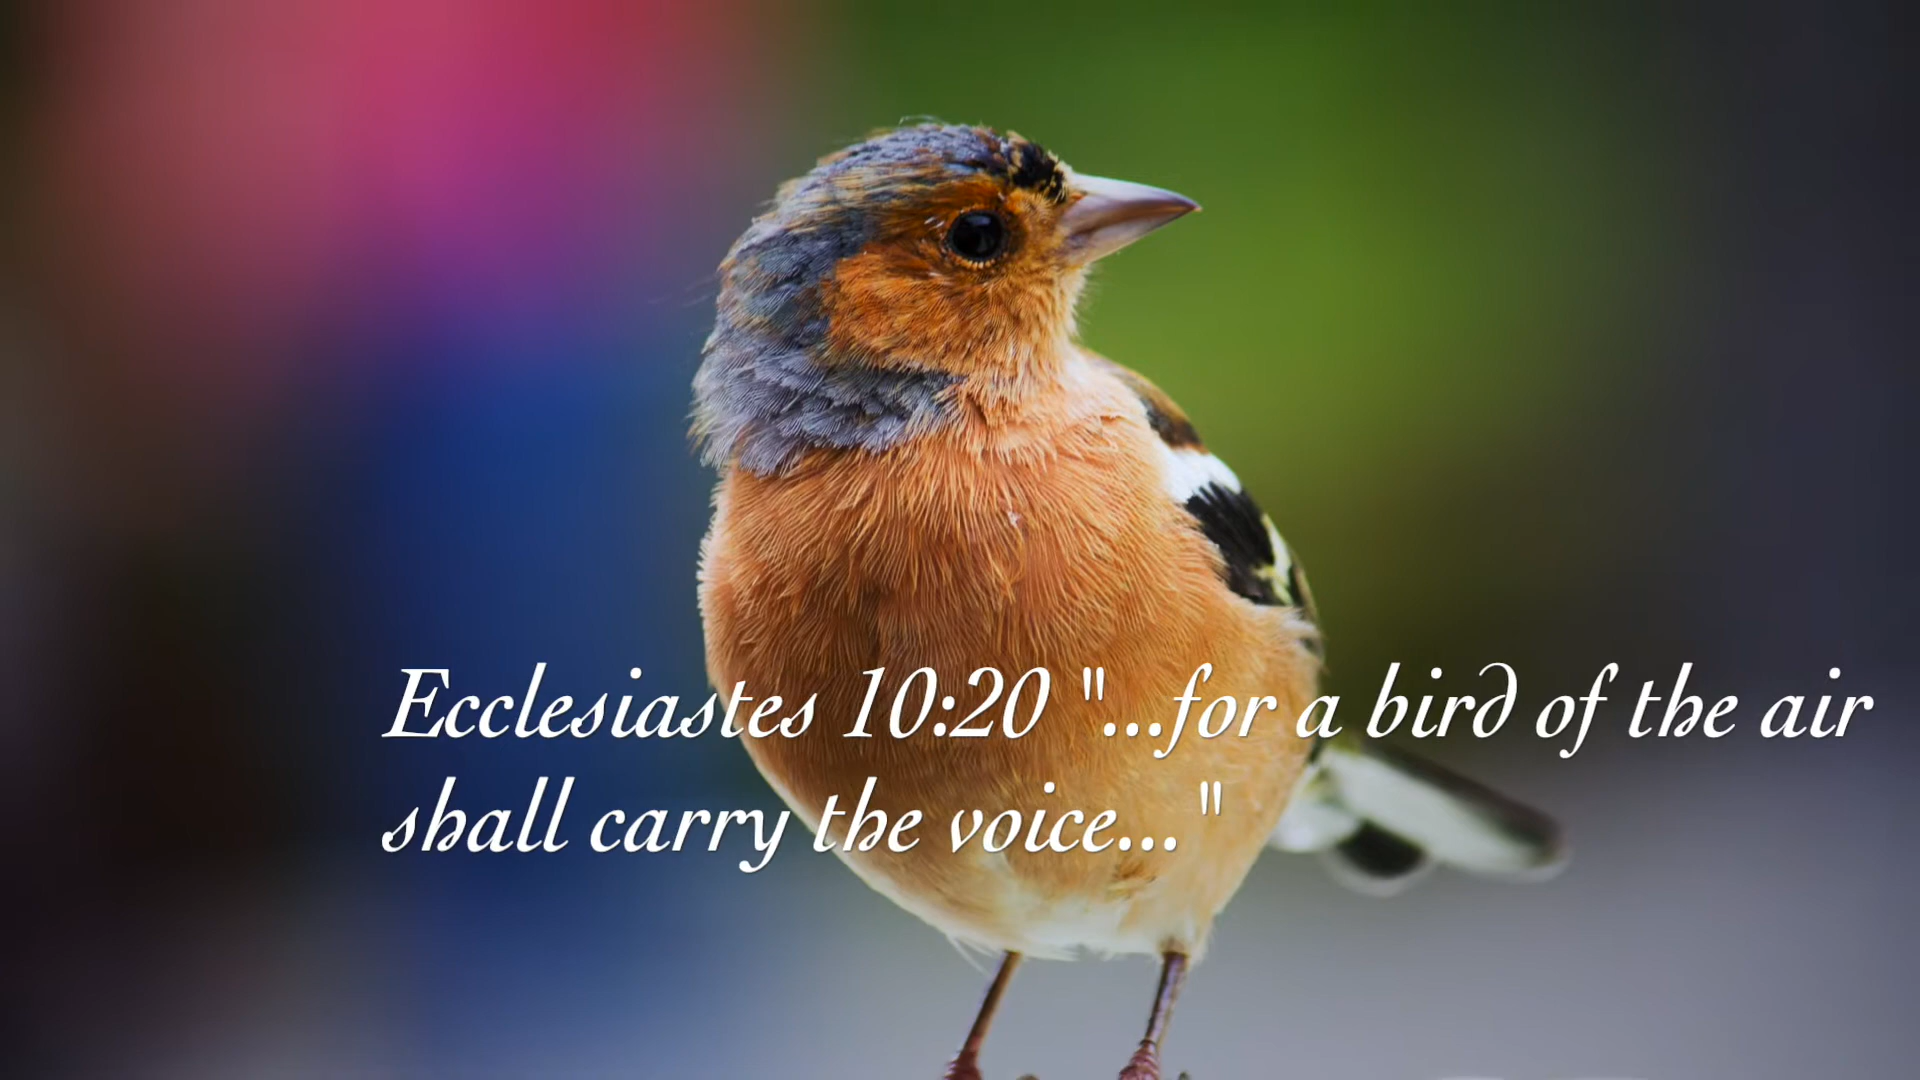 Ecclesiastes 10:20 "...for a bird of the air
shall carry the voice..."